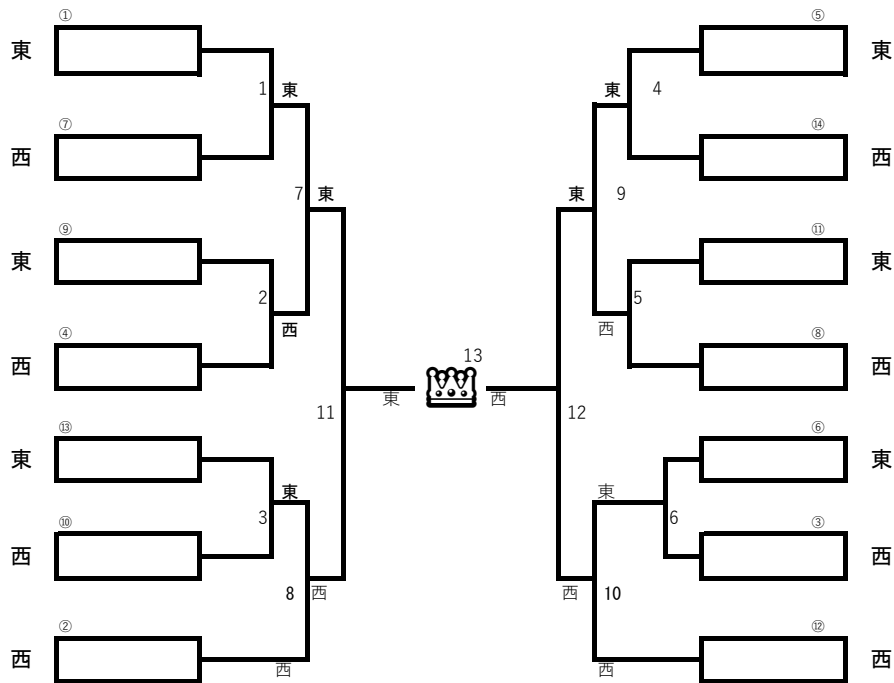 ① ⑤
東 東
1 東 東 4
⑦ ⑭
西 西
7 東 東 9
⑨ ⑪
東 東
2 5
西 西
④ ⑧
西 西
13
東 西
11 12
⑬ ⑥
東 東
東 東
3 6
⑩ ③
西 西
8 西 西 10
② ⑫
西 西 西 西